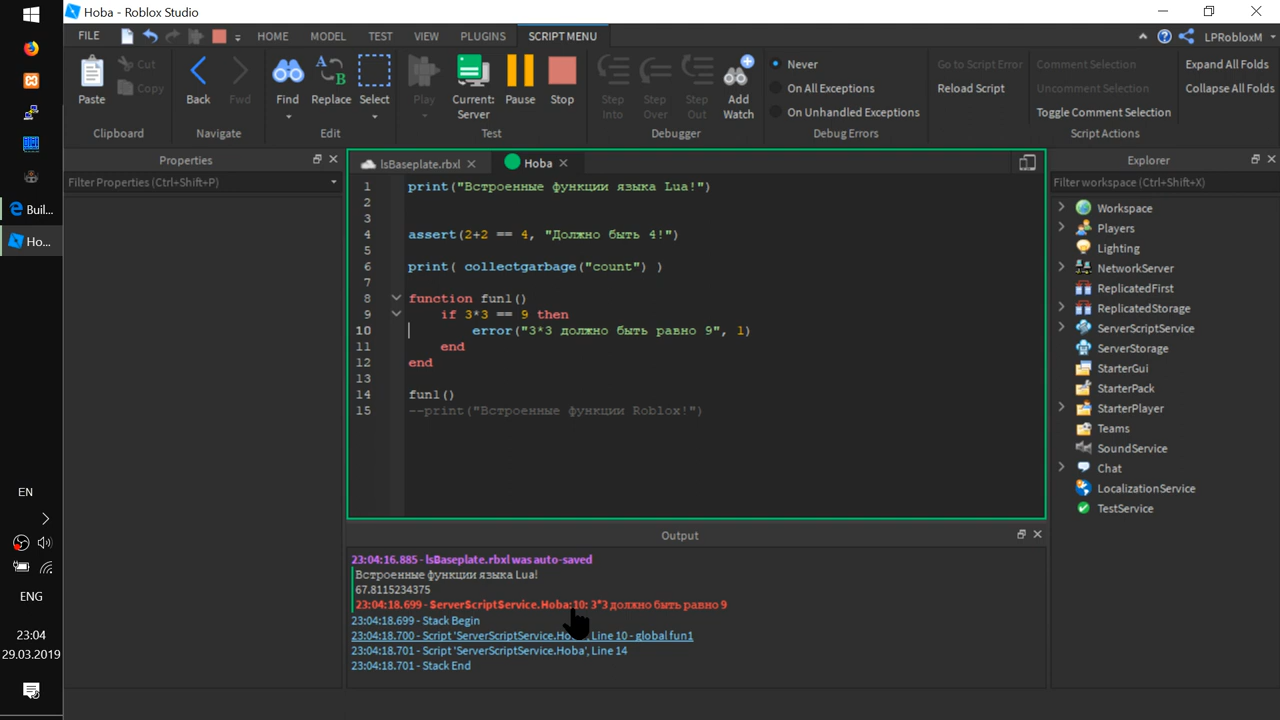 Hoba - Roblox Studio
FILE HOME MODEL TEST VIEW PLUGINS SCRIPT MENU LPRobloxM
Paste Cut Copy
Back Fwd
Find Replace Select
Play Current: Server Pause Stop
Step Into Step Over Step Out Add Watch
Never
On All Exceptions
On Unhandled Exceptions
Go to Script Error
Reload Script
Comment Selection
Uncomment Selection
Toggle Comment Selection
Expand All Folds
Collapse All Folds
Clipboard Navigate Edit Test Debugger Debug Errors Script Actions
Properties
Filter Properties (Ctrl+Shift+P)
lsBaseplate.rbxl Hoba
1 print("Встроенные функции языка Lua!")
2
3
4 assert(2+2 == 4, "Должно быть 4!")
5
6 print( collectgarbage("count") )
7
8 function fun1()
9 if 3*3 == 9 then
10 error("3*3 должно быть равно 9", 1)
11 end
12 end
13
14 fun1()
15 --print("Встроенные функции Roblox!")
Output
23:04:16.885 - lsBaseplate.rbxl was auto-saved
Встроенные функции языка Lua!
67.8115234375
23:04:18.699 - ServerScriptService.Hoba:10: 3*3 должно быть равно 9
23:04:18.699 - Stack Begin
23:04:18.700 - Script 'ServerScriptService.Ho , Line 10 - global fun1
23:04:18.701 - Script 'ServerScriptService.Hoba', Line 14
23:04:18.701 - Stack End
Explorer
Filter workspace (Ctrl+Shift+X)
Workspace
Players
Lighting
NetworkServer
ReplicatedFirst
ReplicatedStorage
ServerScriptService
ServerStorage
StarterGui
StarterPack
StarterPlayer
Teams
SoundService
Chat
LocalizationService
TestService
Buil...
Ho...
EN
ENG
23:04
29.03.2019